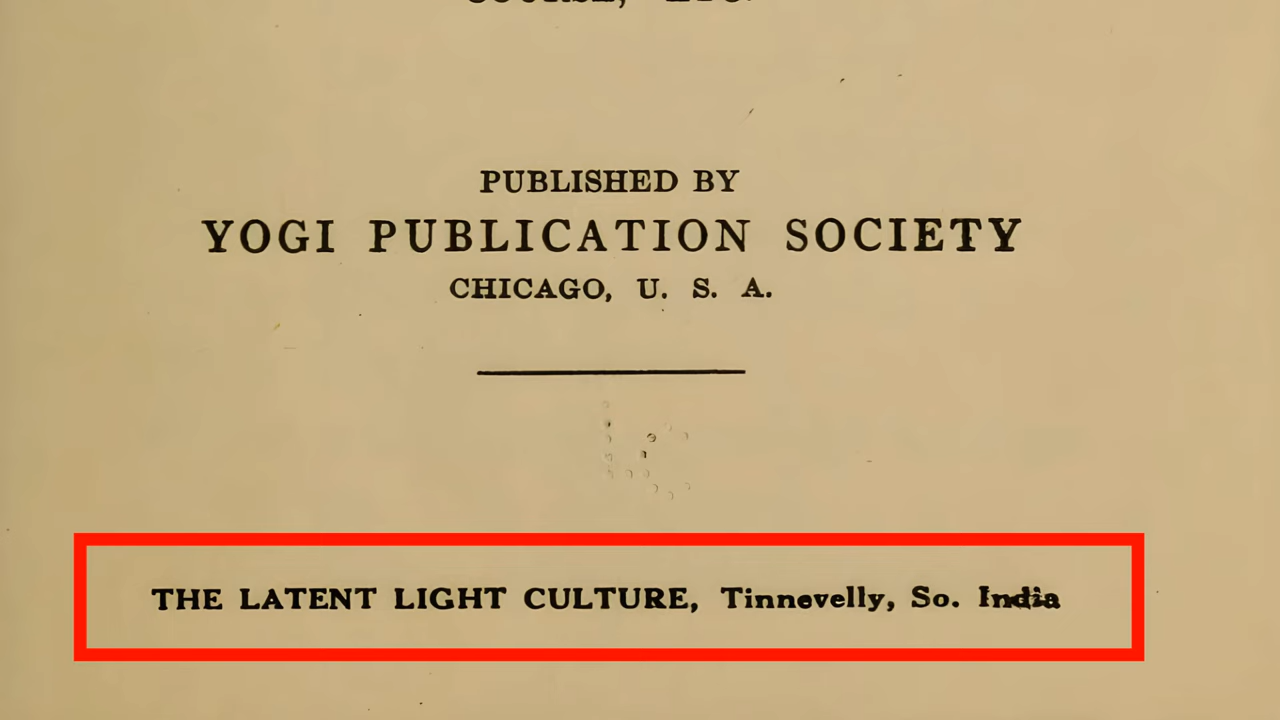 PUBLISHED BY
YOGI PUBLICATION SOCIETY
CHICAGO, U. S. A.
THE LATENT LIGHT CULTURE, Tinnevelly, So. India